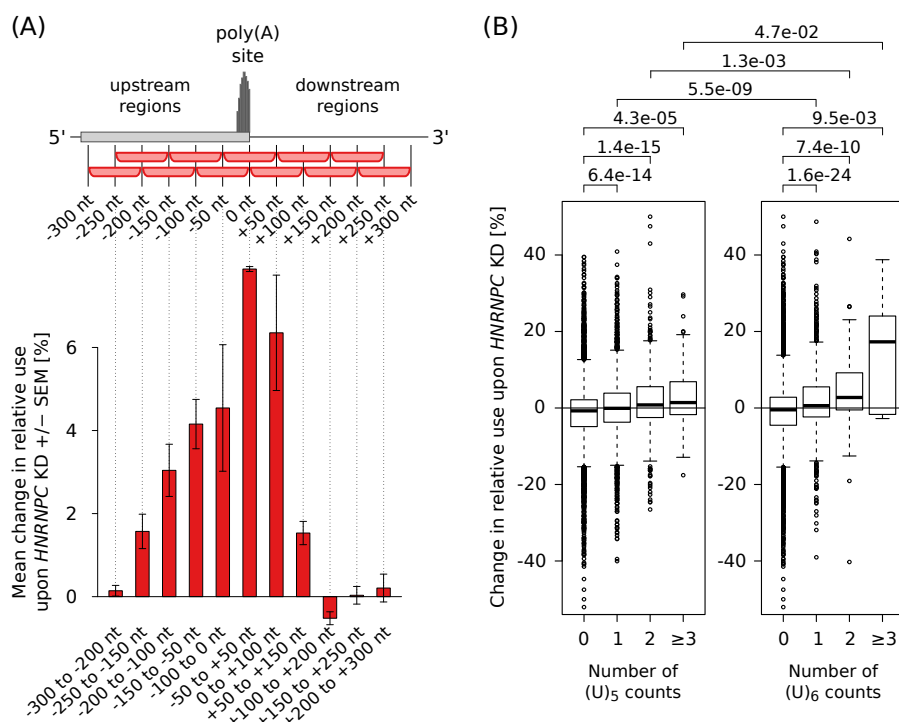 (A)
poly(A)
site
upstream
regions
downstream
regions
5'
3'
-300 nt
-250 nt
-200 nt
-150 nt
-100 nt
-50 nt
0 nt
+50 nt
+100 nt
+150 nt
+200 nt
+250 nt
+300 nt
Mean change in relative use
upon HNRNPC KD +/− SEM [%]
6
4
2
0
-300 to -200 nt
-250 to -150 nt
-200 to -100 nt
-150 to -50 nt
-100 to 0 nt
-50 to +50 nt
0 to +100 nt
+50 to +150 nt
+100 to +200 nt
+150 to +250 nt
+200 to +300 nt
(B)
4.7e-02
1.3e-03
5.5e-09
4.3e-05
9.5e-03
1.4e-15
7.4e-10
6.4e-14
1.6e-24
Change in relative use upon HNRNPC KD [%]
40
20
0
-20
-40
40
20
0
-20
-40
0 1 2 ≥3
0 1 2 ≥3
Number of
(U)5 counts
Number of
(U)6 counts